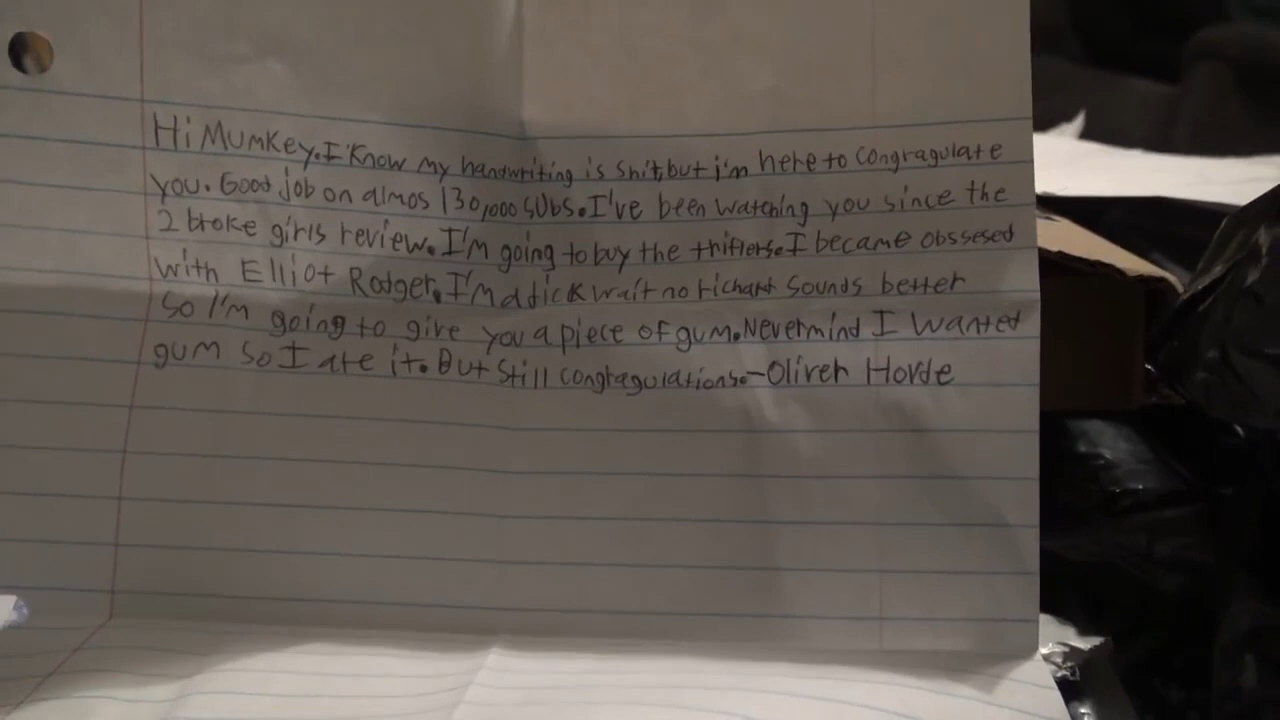 Hi Mumkey. I know my handwriting is shit, but i'm here to congragulate
you. Good job on almos 130,000 subs. I've been watching you since the
2 broke girls review. I'm going to buy the triflers. I became obssesed
with Elliot Rodger. I'm a dick wait no richard sounds better
so I'm going to give you a piece of gum. Nevermind I wanted
gum so I ate it. But still congragulations. -Oliver Horde